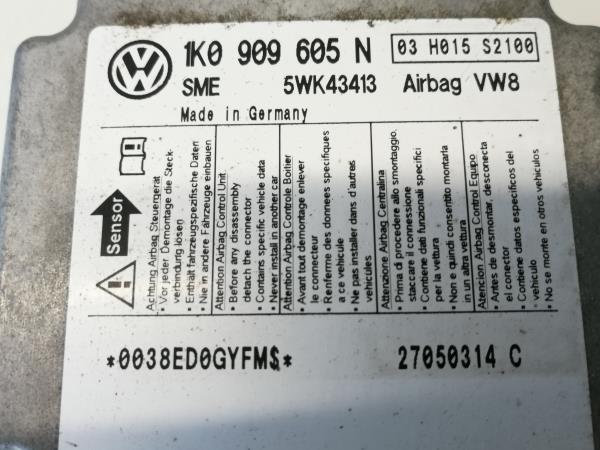 1K0 909 605 N
03 H015 S2100
SME 5WK43413 Airbag VW8
Made in Germany
Sensor
Achtung Airbag Steuergerät
• Vor jeder Demontage die Steck-
verbindung lösen
• Enthält fahrzeugspezifische Daten
• Nie in andere Fahrzeuge einbauen
Attention Airbag Control Unit
• Before any disassembly
detach the connector
• Contains specific vehicle data
• Never install in another car
Attention Airbag Controle Boitier
• Avant tout demontage enlever
le connecteur
• Renferme des donnees specifiques
a ce vehicule
• Ne pas installer dans d'autres
vehicules
Attenzione Airbag Centralina
• Prima di procedere allo smontaggio,
staccare il connessione
• Contiene dati funzionali specifici
per la vettura
• Non e quindi consentito montarla
in un altra vettura
Atencion Airbag Control Equipo
• Antes de desmontar, desconecta
el conector
• Contiene datos especificos del
vehiculo
• No se monte en otros vehiculos
*0038ED0GYFM$* 27050314 C